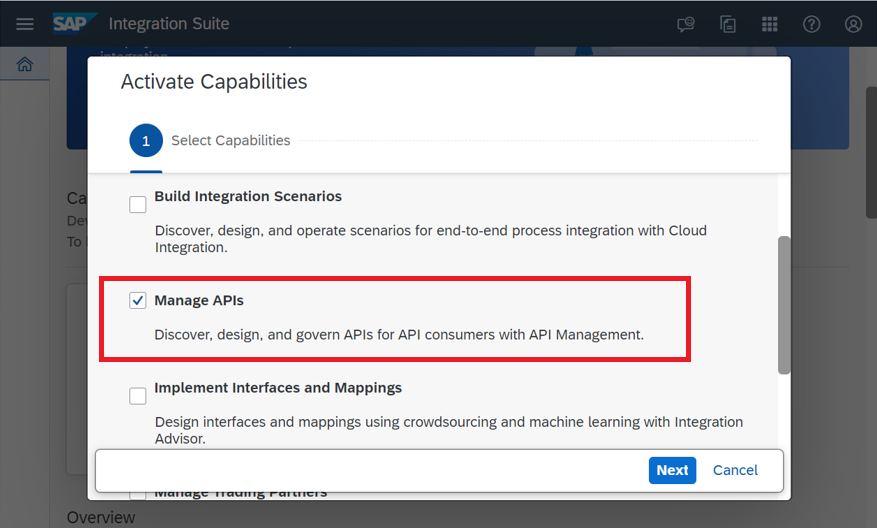 SAP Integration Suite
integration.
Activate Capabilities
1 Select Capabilities
Build Integration Scenarios
Discover, design, and operate scenarios for end-to-end process integration with Cloud
Integration.
Manage APIs
Discover, design, and govern APIs for API consumers with API Management.
Implement Interfaces and Mappings
Design interfaces and mappings using crowdsourcing and machine learning with Integration
Advisor.
Next Cancel
Manage Trading Partners
Overview